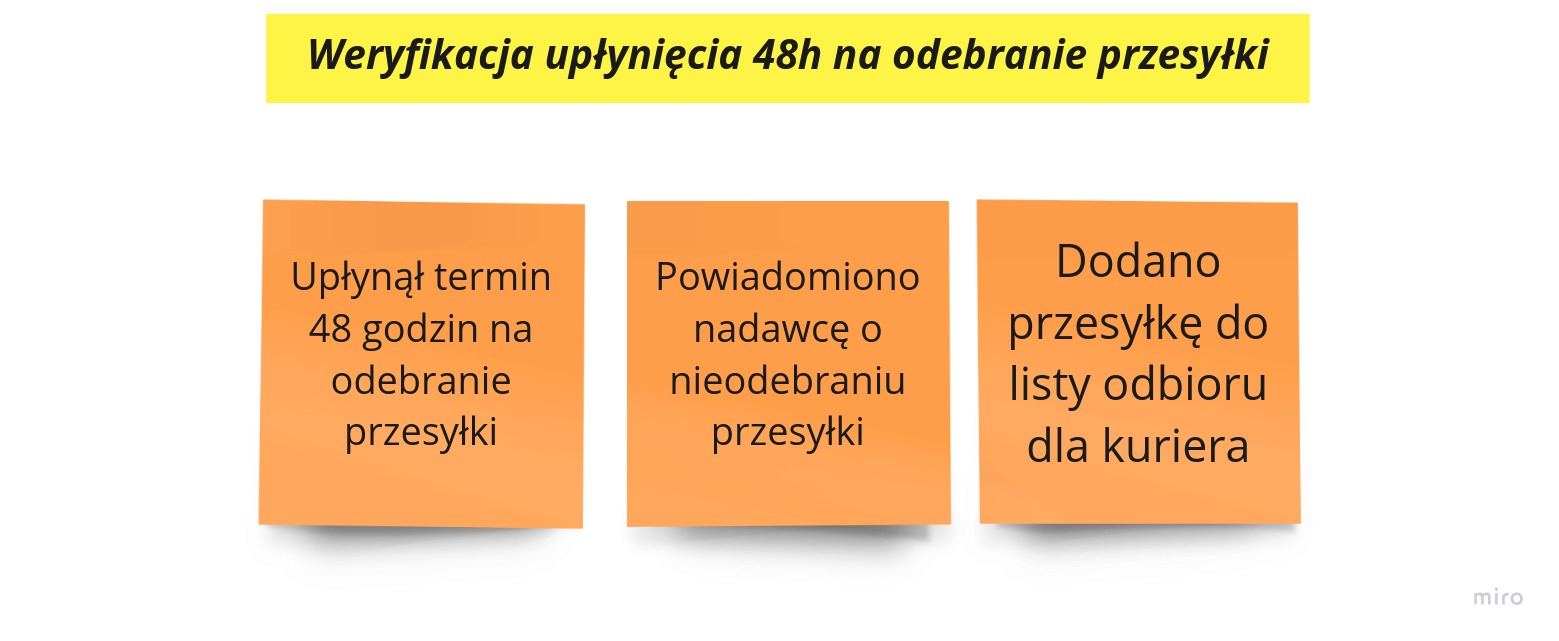 Weryfikacja upłynięcia 48h na odebranie przesyłki
Upłynął termin
48 godzin na
odebranie
przesyłki
Powiadomiono
nadawcę o
nieodebraniu
przesyłki
Dodano
przesyłkę do
listy odbioru
dla kuriera
miro